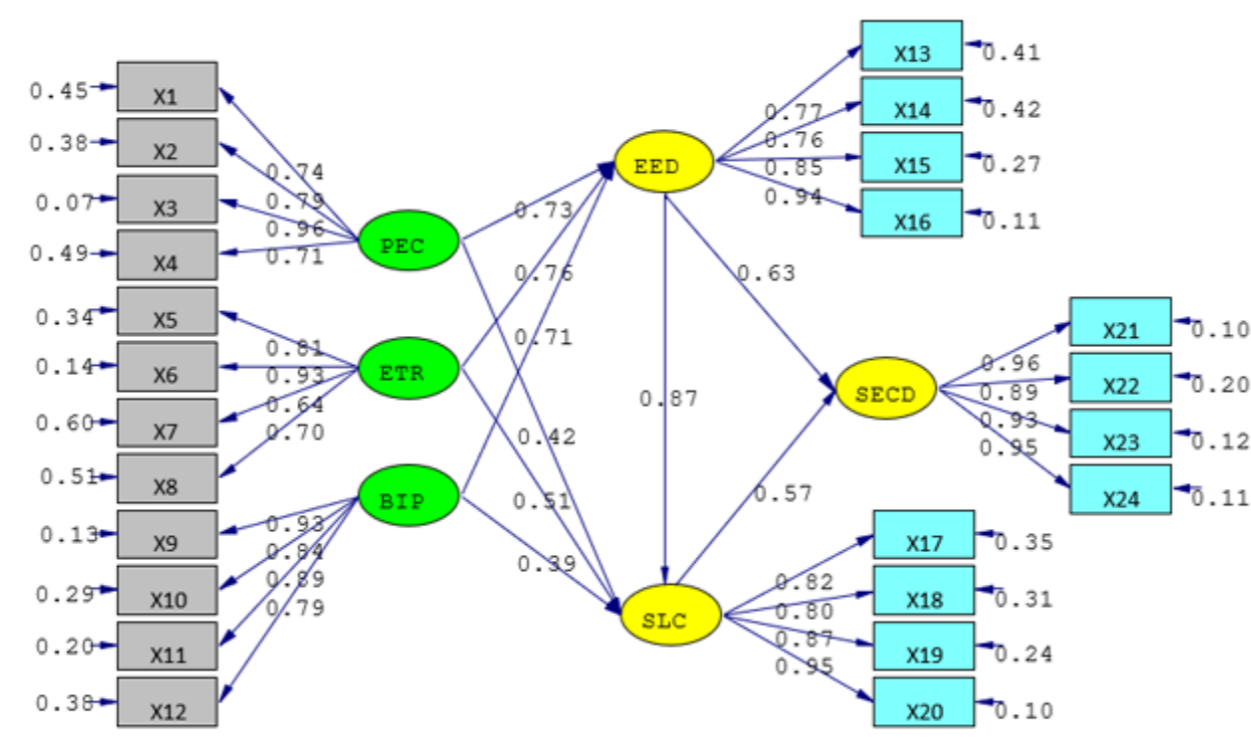 0.45 X1
0.38 X2
0.07 X3
0.49 X4
0.34 X5
0.14 X6
0.60 X7
0.51 X8
0.13 X9
0.29 X10
0.20 X11
0.38 X12
0.74
0.79
0.96
0.71
0.81
0.93
0.64
0.70
0.93
0.84
0.89
0.79
PEC
ETR
BIP
0.73
0.76
0.71
0.42
0.51
0.39
EED
0.87
SLC
0.63
0.57
SECD
0.77
0.76
0.85
0.94
X13 0.41
X14 0.42
X15 0.27
X16 0.11
0.96
0.89
0.93
0.95
X21 0.10
X22 0.20
X23 0.12
X24 0.11
0.82
0.80
0.87
0.95
X17 0.35
X18 0.31
X19 0.24
X20 0.10